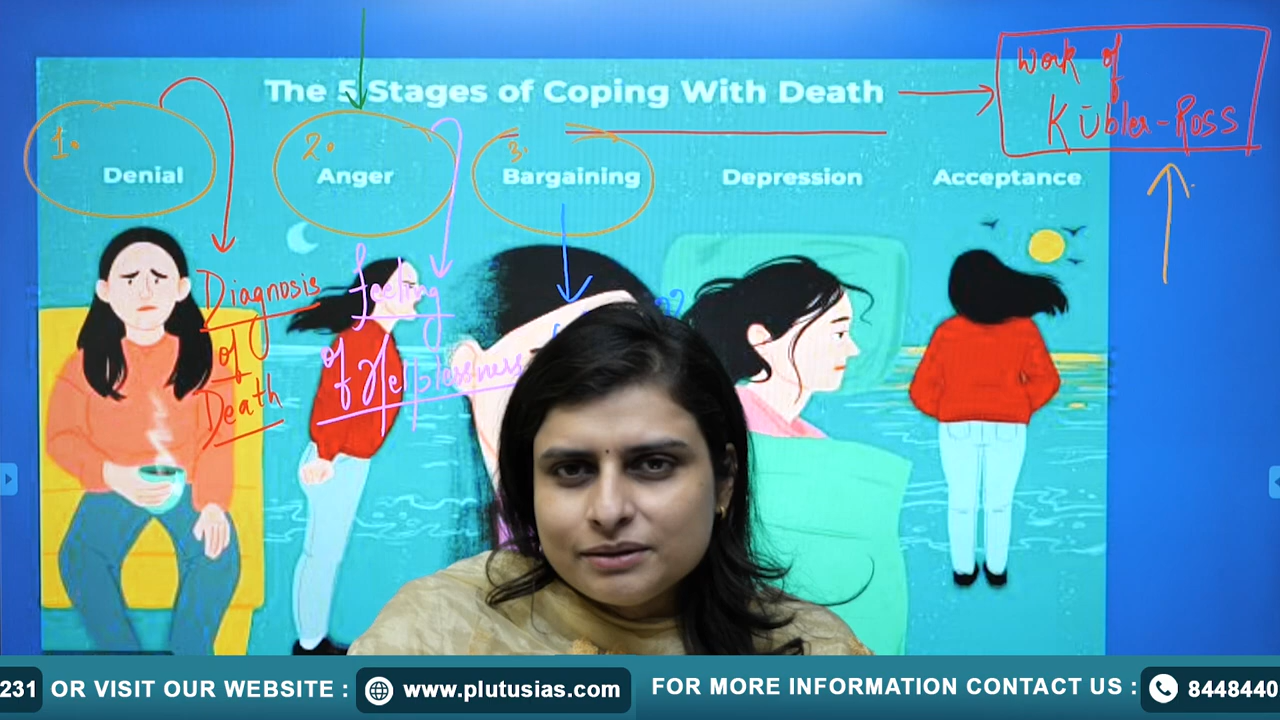 The 5 Stages of Coping With Death
Work of
Kübler-Ross
1.
Denial
2.
Anger
3.
Bargaining
Depression
Acceptance
Diagnosis
of
Death
feeling
of Helplessness
231 OR VISIT OUR WEBSITE : www.plutusias.com FOR MORE INFORMATION CONTACT US : 8448440